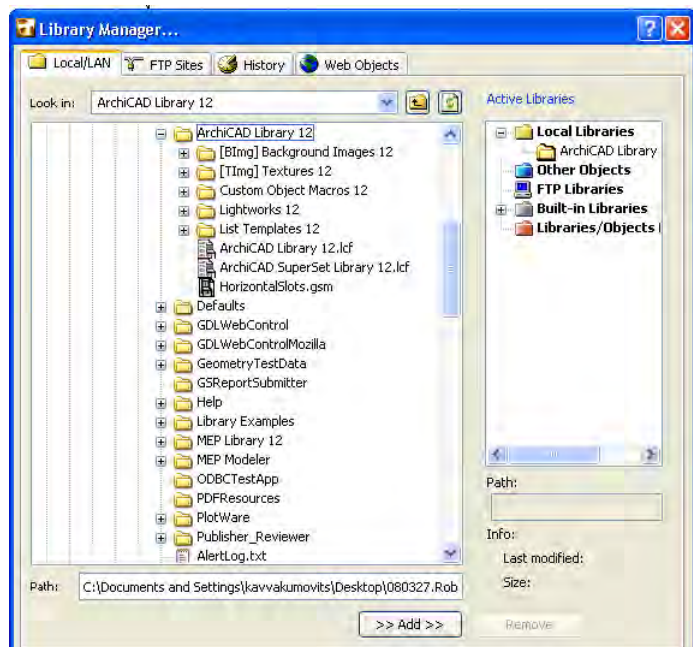 Library Manager...
Local/LAN
FTP Sites
History
Web Objects
Look in:
ArchiCAD Library 12
ArchiCAD Library 12
[BImg] Background Images 12
[TImg] Textures 12
Custom Object Macros 12
Lightworks 12
List Templates 12
ArchiCAD Library 12.lcf
ArchiCAD SuperSet Library 12.lcf
HorizontalSlots.gsm
Defaults
GDLWebControl
GDLWebControlMozilla
GeometryTestData
GSReportSubmitter
Help
Library Examples
MEP Library 12
MEP Modeler
ODBCTestApp
PDFResources
PlotWare
Publisher_Reviewer
AlertLog.txt
Path:
C:\Documents and Settings\kavvakumovits\Desktop\080327.Rob
>> Add >>
Active Libraries
Local Libraries
ArchiCAD Library
Other Objects
FTP Libraries
Built-in Libraries
Libraries/Objects
Path:
Info:
Last modified:
Size:
Remove